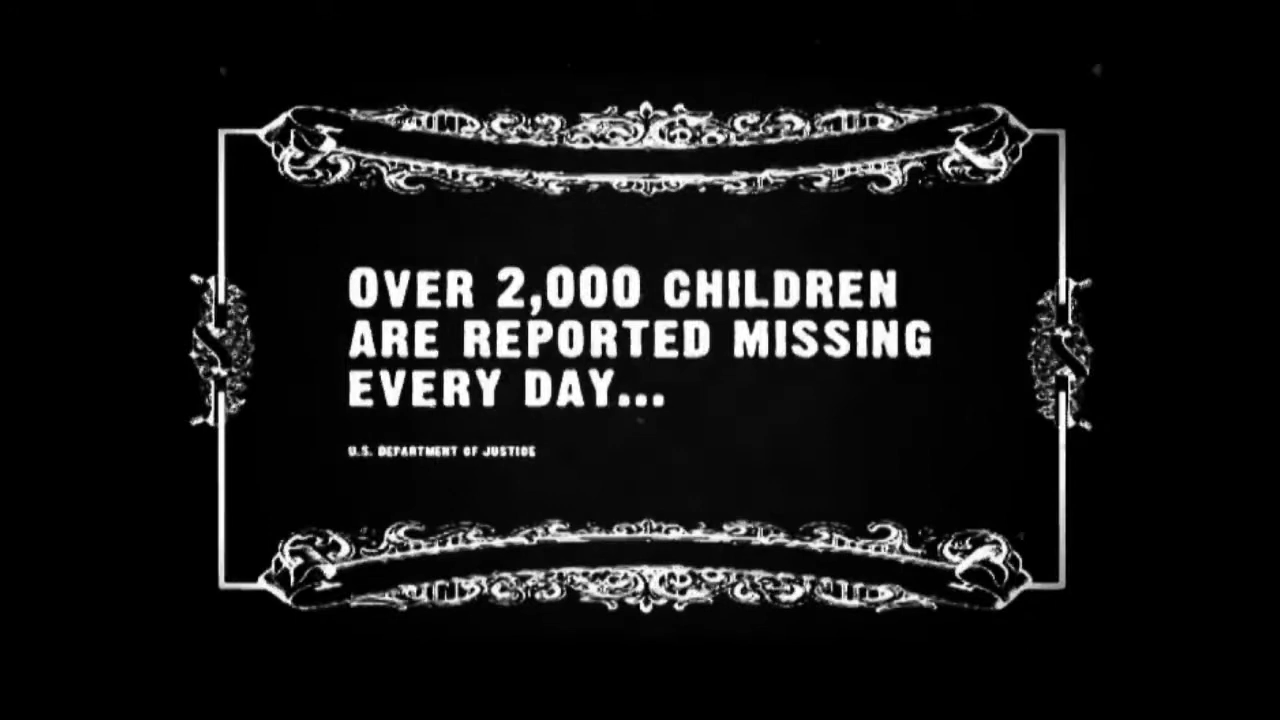 OVER 2,000 CHILDREN
ARE REPORTED MISSING
EVERY DAY...
U.S. DEPARTMENT OF JUSTICE